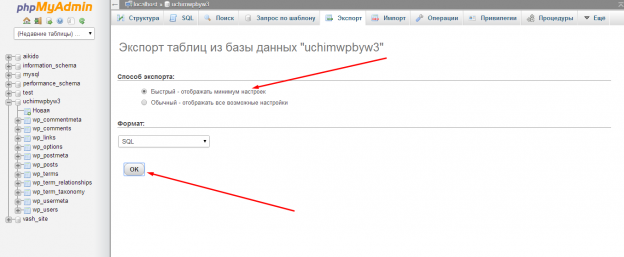 phpMyAdmin
(Недавние таблицы) ...
aikido
information_schema
mysql
performance_schema
test
uchimwpbyw3
Новая
wp_commentmeta
wp_comments
wp_links
wp_options
wp_postmeta
wp_posts
wp_terms
wp_term_relationships
wp_term_taxonomy
wp_usermeta
wp_users
vash_site
localhost » uchimwpbyw3
Структура SQL Поиск Запрос по шаблону Экспорт Импорт Операции Привилегии Процедуры Ещё
Экспорт таблиц из базы данных "uchimwpbyw3"
Способ экспорта:
Быстрый - отображать минимум настроек
Обычный - отображать все возможные настройки
Формат:
SQL
OK